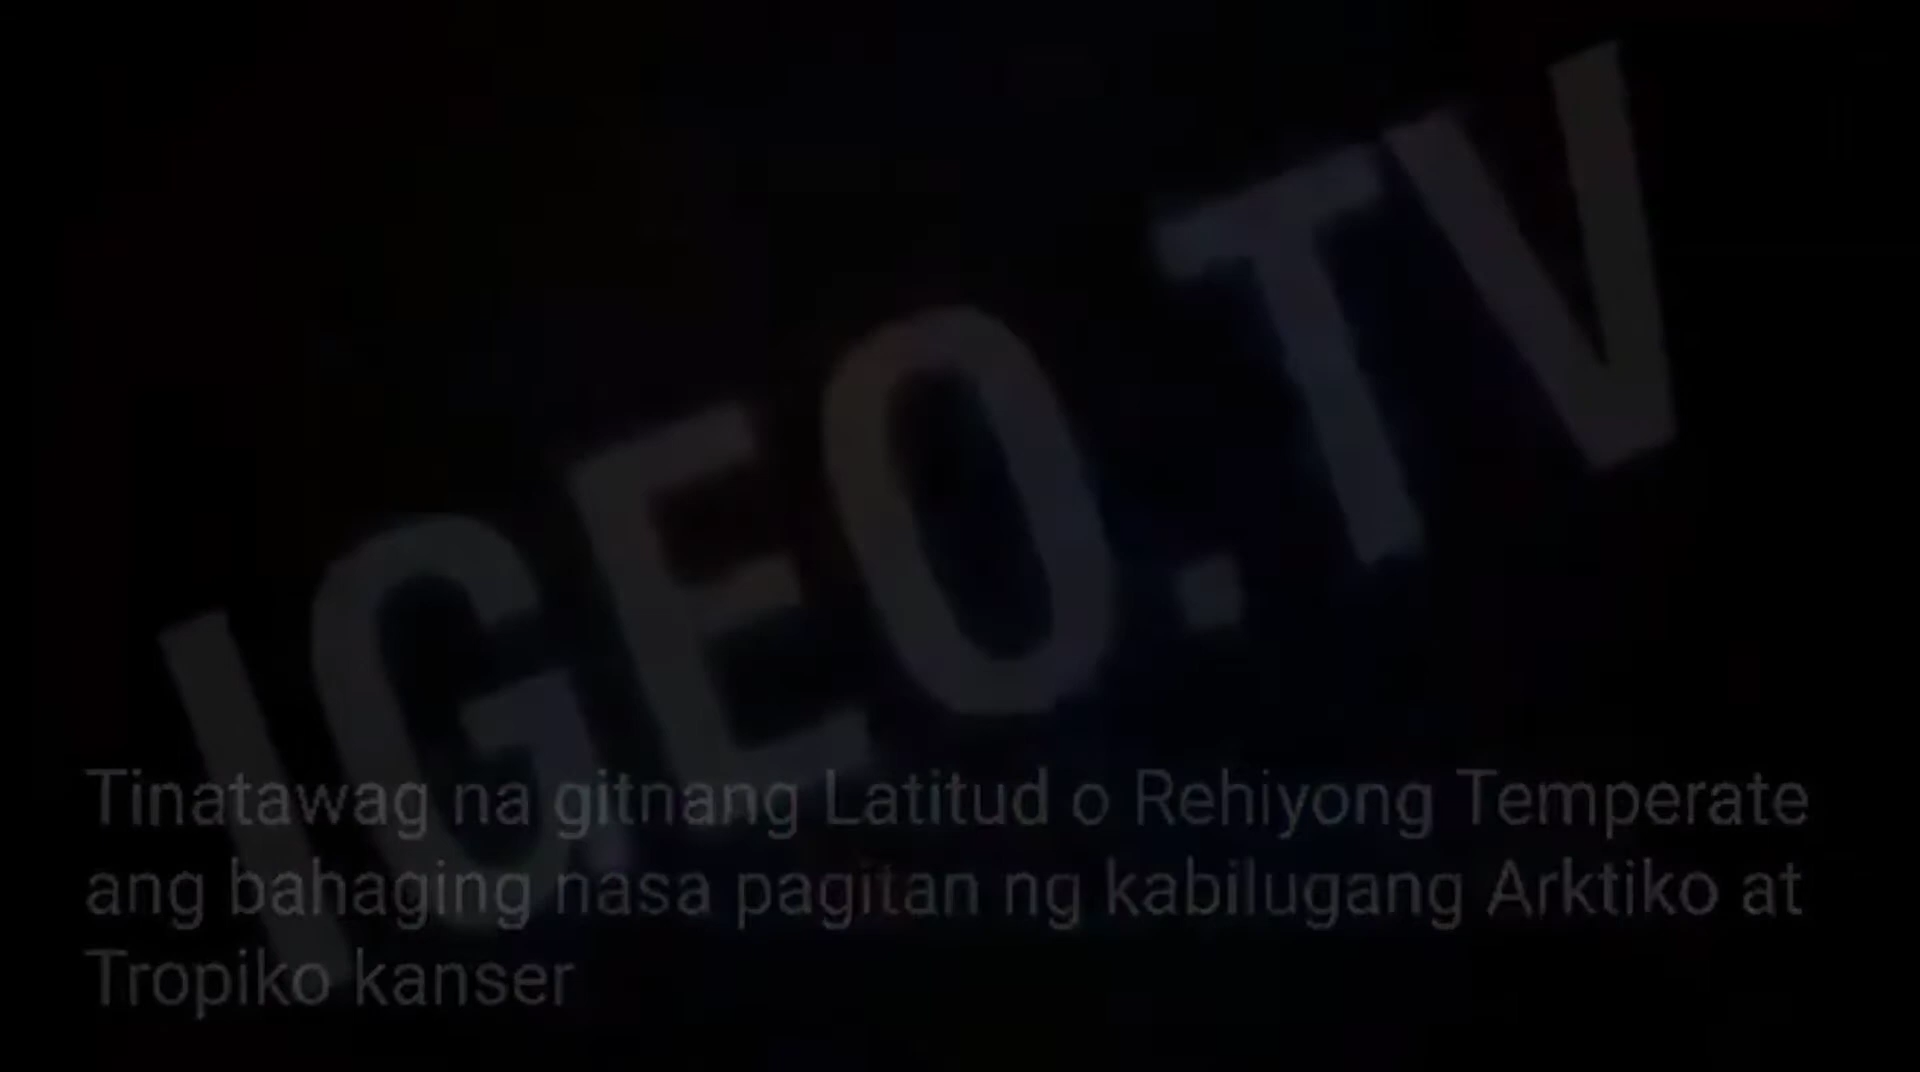 IGEO.TV
Tinatawag na gitnang Latitud o Rehiyong Temperate
ang bahaging nasa pagitan ng kabilugang Arktiko at
Tropiko kanser